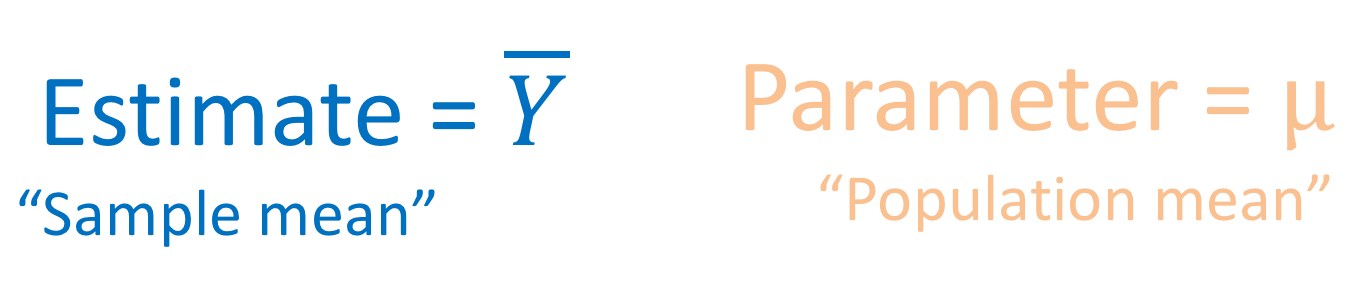 Estimate = Y̅
“Sample mean”
Parameter = μ
“Population mean”